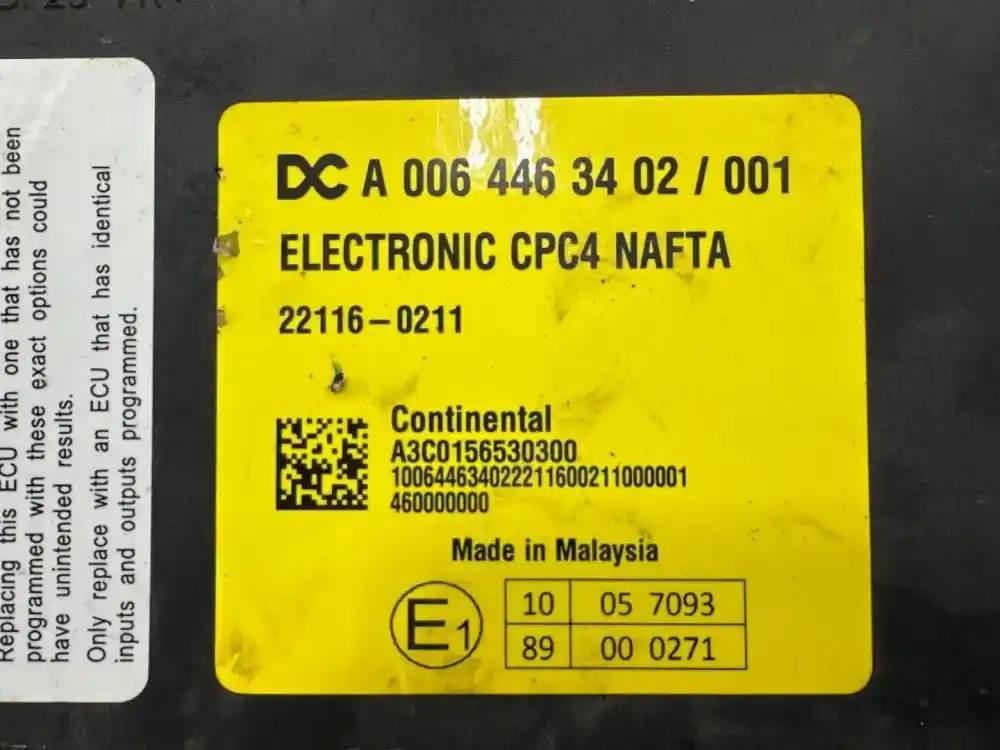 Replacing this ECU with one that has not been
programmed with these exact options could
have unintended results.
Only replace with an ECU that has identical
inputs and outputs programmed.
DC A 006 446 34 02 / 001
ELECTRONIC CPC4 NAFTA
22116-0211
Continental
A3C0156530300
100644634022211600211000001
460000000
Made in Malaysia
E1
10 05 7093
89 00 0271